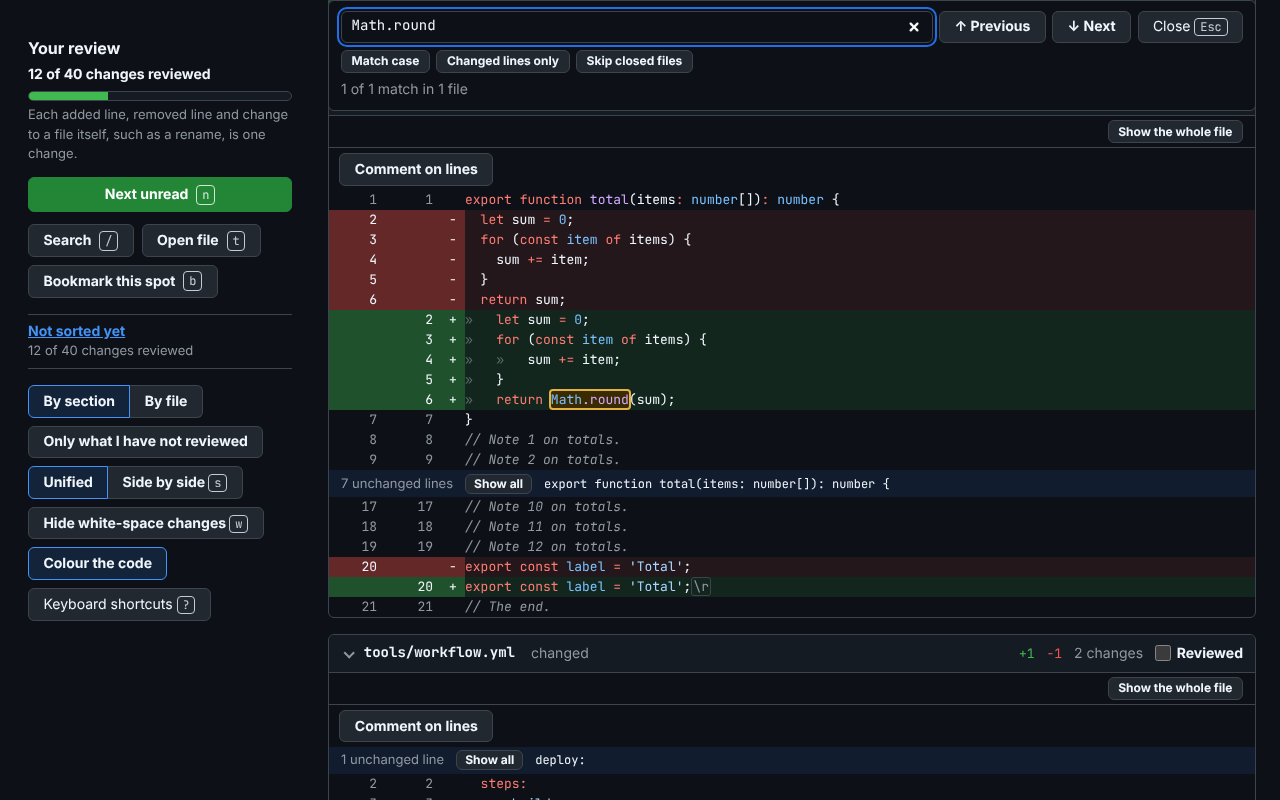 Your review
12 of 40 changes reviewed
Each added line, removed line and change
to a file itself, such as a rename, is one
change.
Next unread n
Search /
Open file t
Bookmark this spot b
Not sorted yet
12 of 40 changes reviewed
By section
By file
Only what I have not reviewed
Unified
Side by side s
Hide white-space changes w
Colour the code
Keyboard shortcuts ?
Math.round ×
↑ Previous
↓ Next
Close Esc
Match case
Changed lines only
Skip closed files
1 of 1 match in 1 file
Show the whole file
Comment on lines
1 1 export function total(items: number[]): number {
2 - let sum = 0;
3 - for (const item of items) {
4 - sum += item;
5 - }
6 - return sum;
2 + » let sum = 0;
3 + » for (const item of items) {
4 + » » sum += item;
5 + » }
6 + » return Math.round(sum);
7 7 }
8 8 // Note 1 on totals.
9 9 // Note 2 on totals.
7 unchanged lines Show all export function total(items: number[]): number {
17 17 // Note 10 on totals.
18 18 // Note 11 on totals.
19 19 // Note 12 on totals.
20 - export const label = 'Total';
20 + export const label = 'Total';\r
21 21 // The end.
tools/workflow.yml changed +1 -1 2 changes Reviewed
Show the whole file
Comment on lines
1 unchanged line Show all deploy:
2 2 steps: